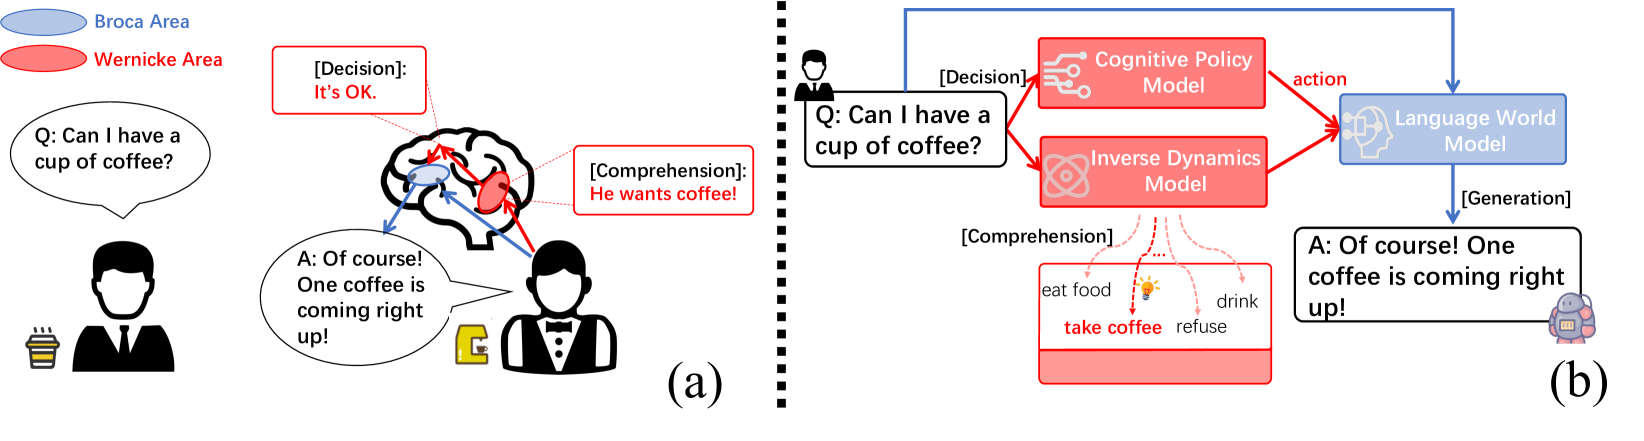 Broca Area
Wernicke Area
Q: Can I have a
cup of coffee?
[Decision]:
It's OK.
[Comprehension]:
He wants coffee!
A: Of course!
One coffee is
coming right
up!
(a)
Q: Can I have a
cup of coffee?
[Decision]
Cognitive Policy
Model
action
Inverse Dynamics
Model
Language World
Model
[Comprehension]
...
eat food
take coffee
refuse
drink
[Generation]
A: Of course! One
coffee is coming right
up!
(b)